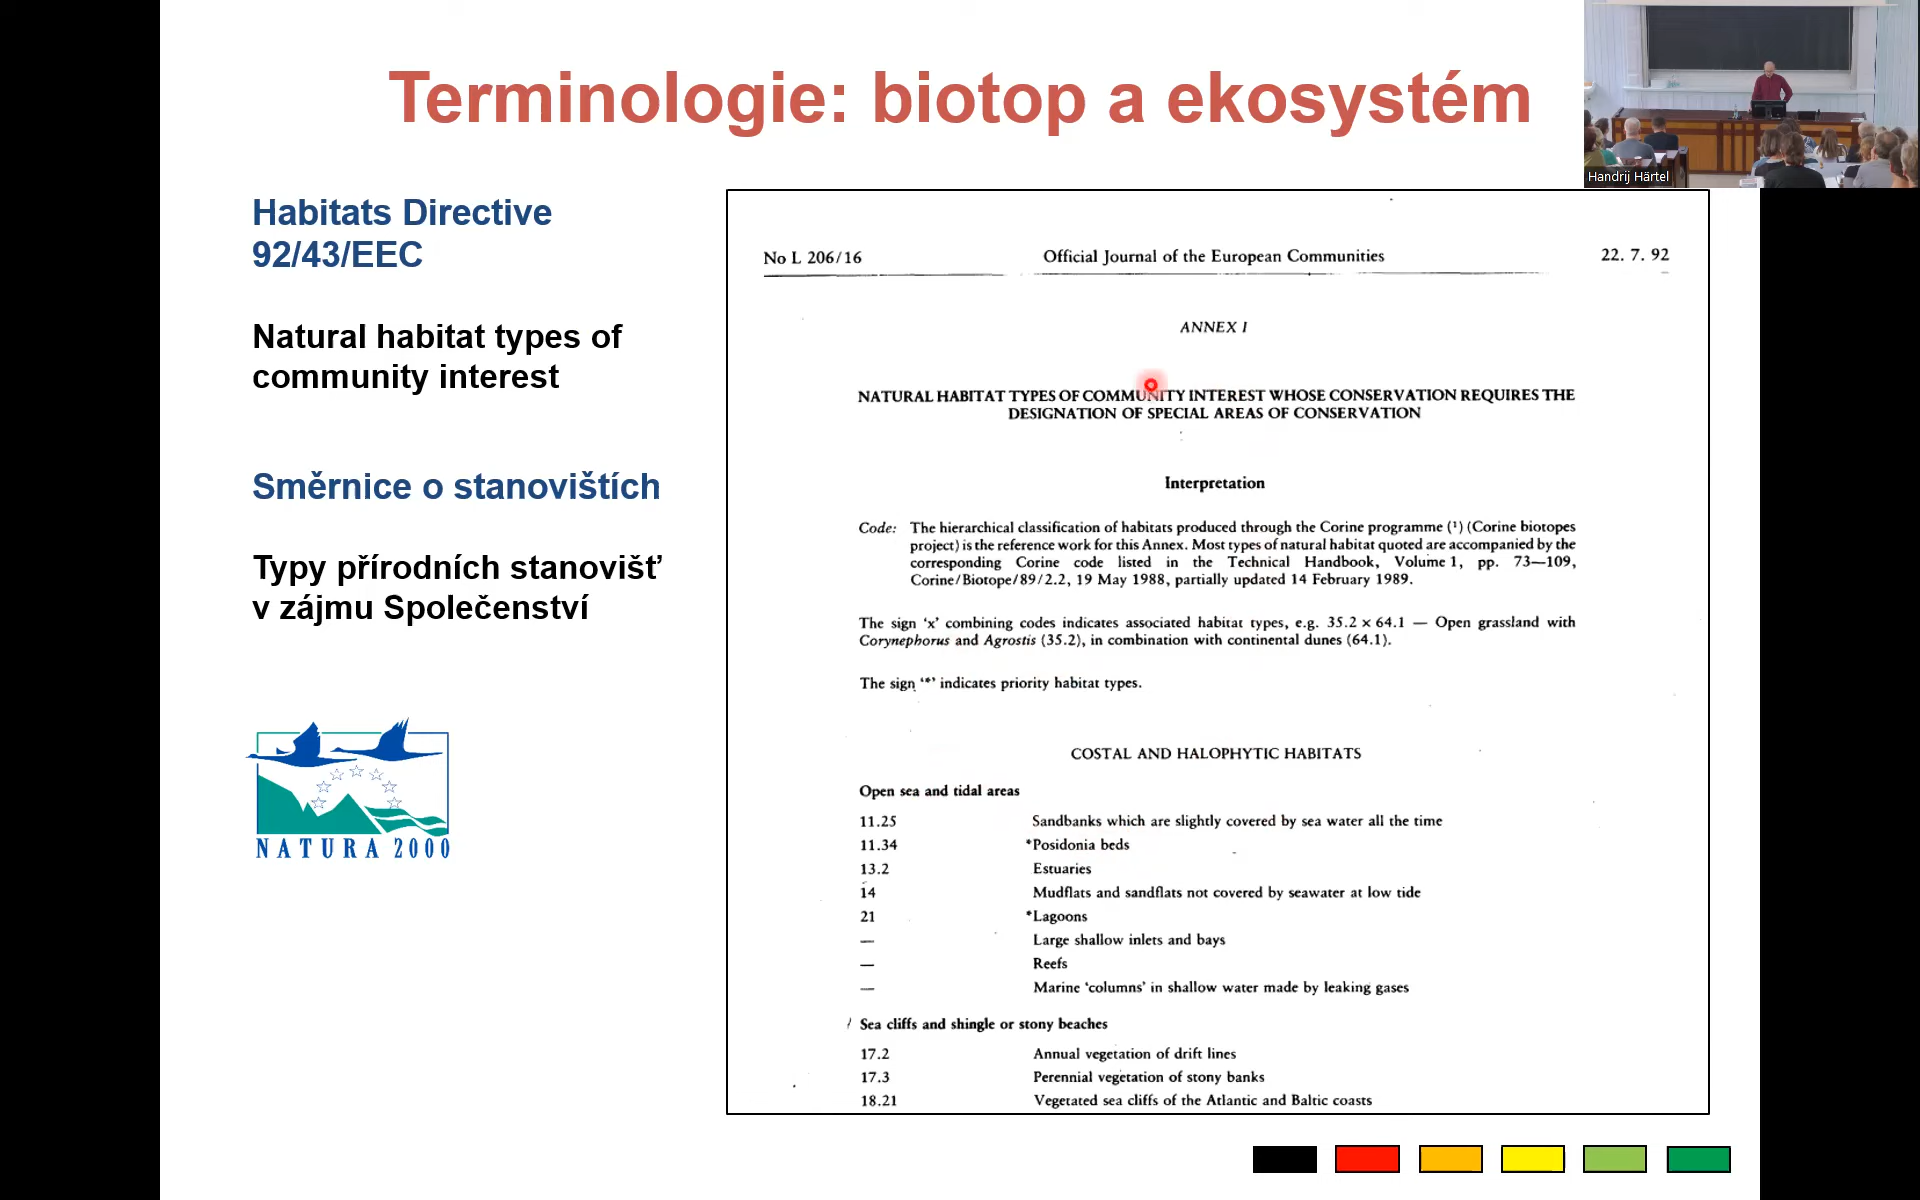 Terminologie: biotop a ekosystém
Handrij Härtel
Habitats Directive
92/43/EEC
Natural habitat types of
community interest
Směrnice o stanovištích
Typy přírodních stanovišť
v zájmu Společenství
NATURA 2000
No L 206/16 Official Journal of the European Communities 22. 7. 92
ANNEX I
NATURAL HABITAT TYPES OF COMMUNITY INTEREST WHOSE CONSERVATION REQUIRES THE
DESIGNATION OF SPECIAL AREAS OF CONSERVATION
Interpretation
Code: The hierarchical classification of habitats produced through the Corine programme (¹) (Corine biotopes
project) is the reference work for this Annex. Most types of natural habitat quoted are accompanied by the
corresponding Corine code listed in the Technical Handbook, Volume 1, pp. 73—109,
Corine/Biotope/89/2.2, 19 May 1988, partially updated 14 February 1989.
The sign ‘x’ combining codes indicates associated habitat types, e.g. 35.2 × 64.1 — Open grassland with
Corynephorus and Agrostis (35.2), in combination with continental dunes (64.1).
The sign ‘*’ indicates priority habitat types.
COSTAL AND HALOPHYTIC HABITATS
Open sea and tidal areas
11.25 Sandbanks which are slightly covered by sea water all the time
11.34 *Posidonia beds
13.2 Estuaries
14 Mudflats and sandflats not covered by seawater at low tide
21 *Lagoons
— Large shallow inlets and bays
— Reefs
— Marine ‘columns’ in shallow water made by leaking gases
Sea cliffs and shingle or stony beaches
17.2 Annual vegetation of drift lines
17.3 Perennial vegetation of stony banks
18.21 Vegetated sea cliffs of the Atlantic and Baltic coasts